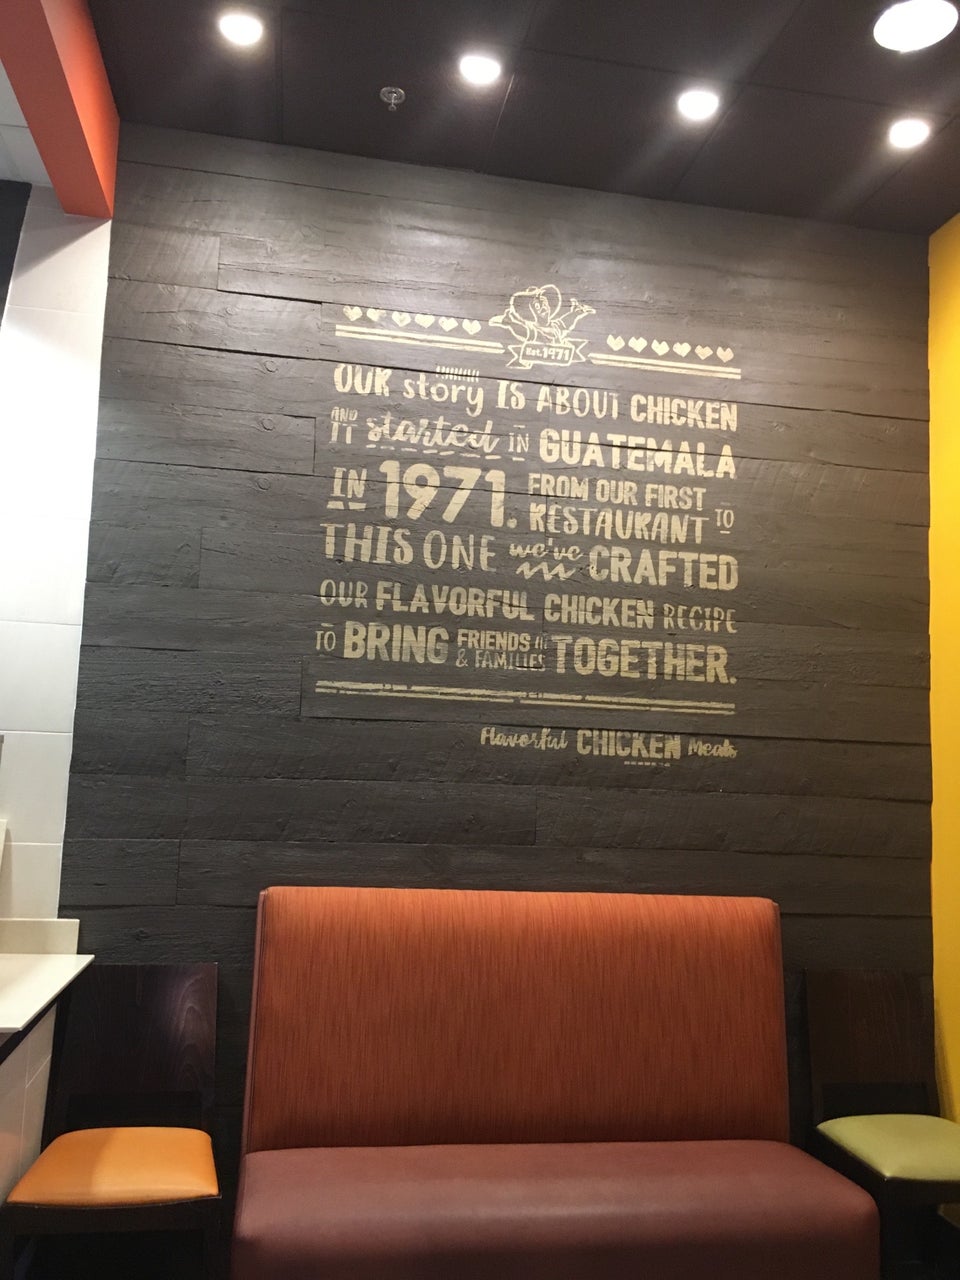 Est. 1971
OUR story IS ABOUT CHICKEN
AND IT started IN GUATEMALA
IN 1971. FROM OUR FIRST RESTAURANT TO
THIS ONE we've CRAFTED
OUR FLAVORFUL CHICKEN RECIPE
TO BRING FRIENDS & FAMILIES TOGETHER.
Flavorful CHICKEN Meals